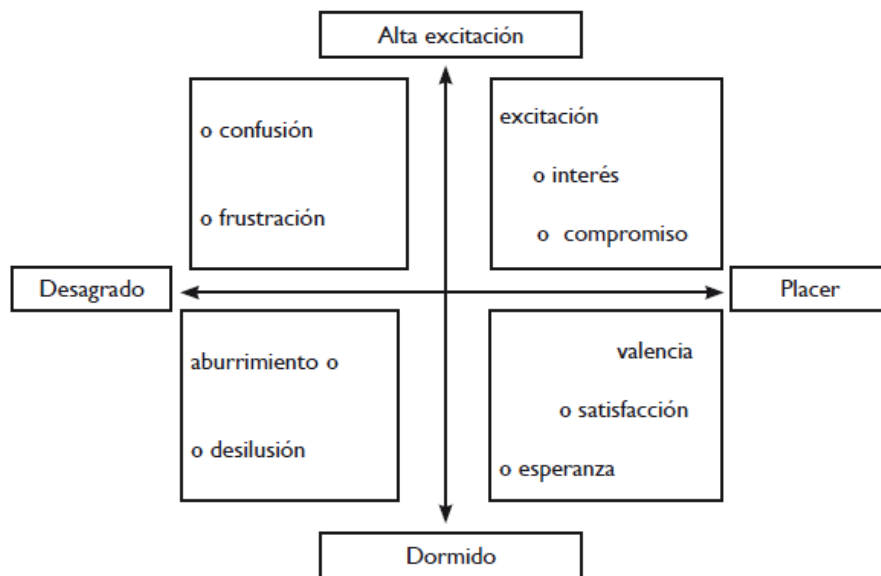 Alta excitación
o confusión
o frustración
excitación
o interés
o compromiso
Desagrado
Placer
aburrimiento o
o desilusión
valencia
o satisfacción
o esperanza
Dormido